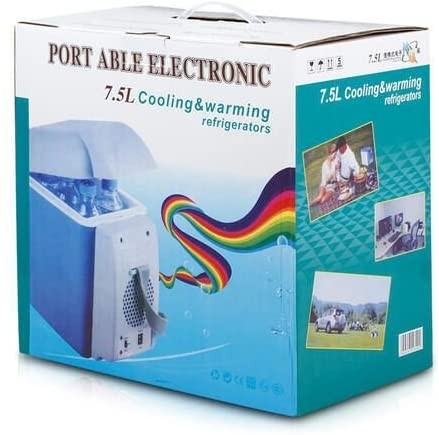 PORT ABLE ELECTRONIC
7.5L Cooling&warming
refrigerators
7.5L
7.5L Cooling&warming
refrigerators